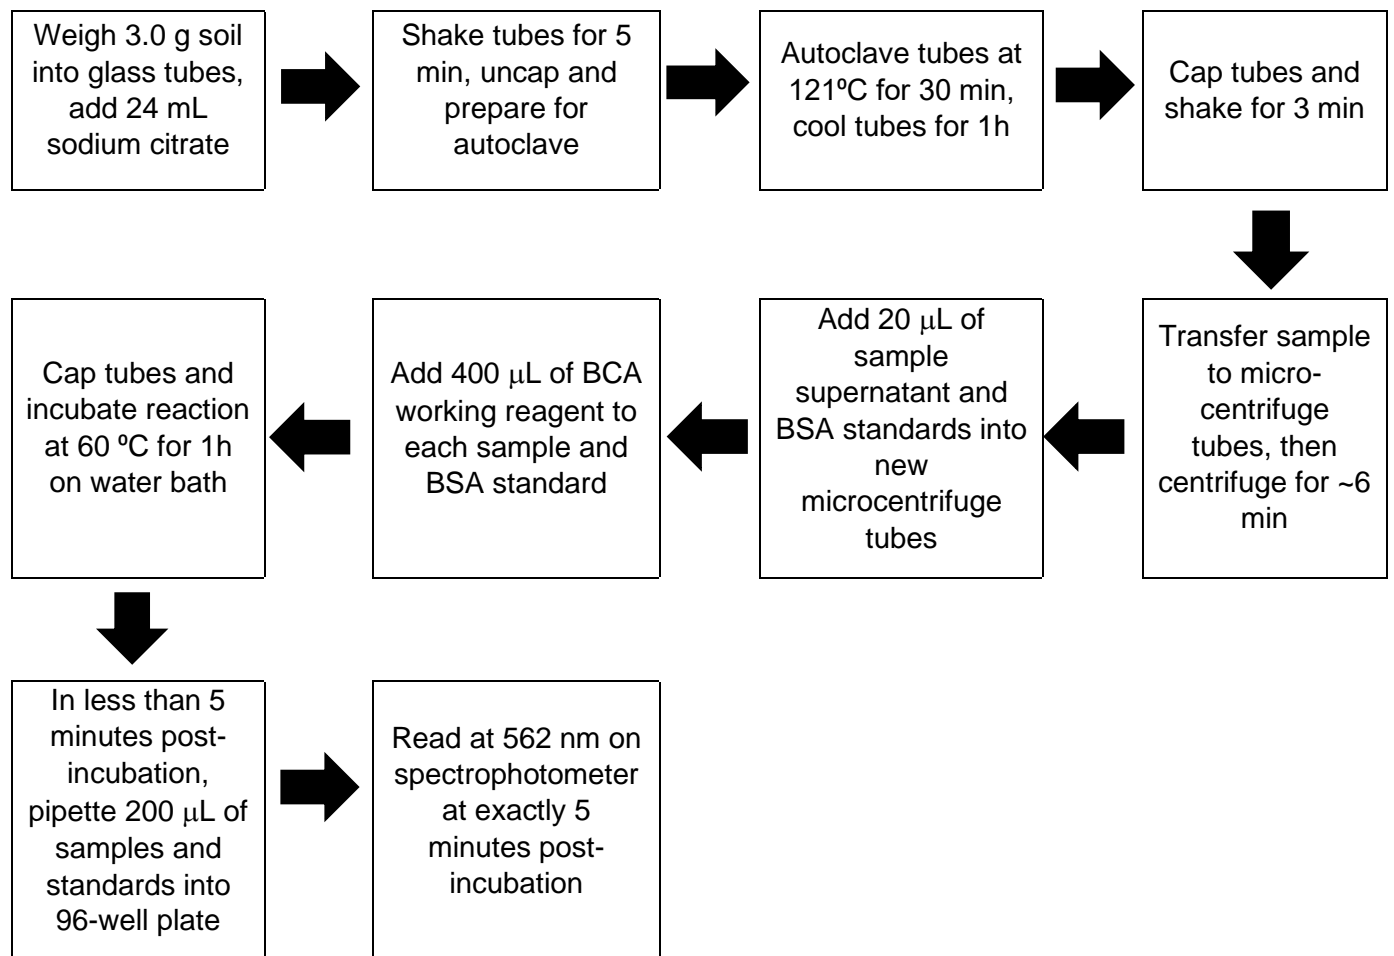 Weigh 3.0 g soil
into glass tubes,
add 24 mL
sodium citrate
Shake tubes for 5
min, uncap and
prepare for
autoclave
Autoclave tubes at
121ºC for 30 min,
cool tubes for 1h
Cap tubes and
shake for 3 min
Transfer sample
to micro-
centrifuge
tubes, then
centrifuge for ~6
min
Add 20 μL of
sample
supernatant and
BSA standards into
new
microcentrifuge
tubes
Add 400 μL of BCA
working reagent to
each sample and
BSA standard
Cap tubes and
incubate reaction
at 60 ºC for 1h
on water bath
In less than 5
minutes post-
incubation,
pipette 200 μL of
samples and
standards into
96-well plate
Read at 562 nm on
spectrophotometer
at exactly 5
minutes post-
incubation